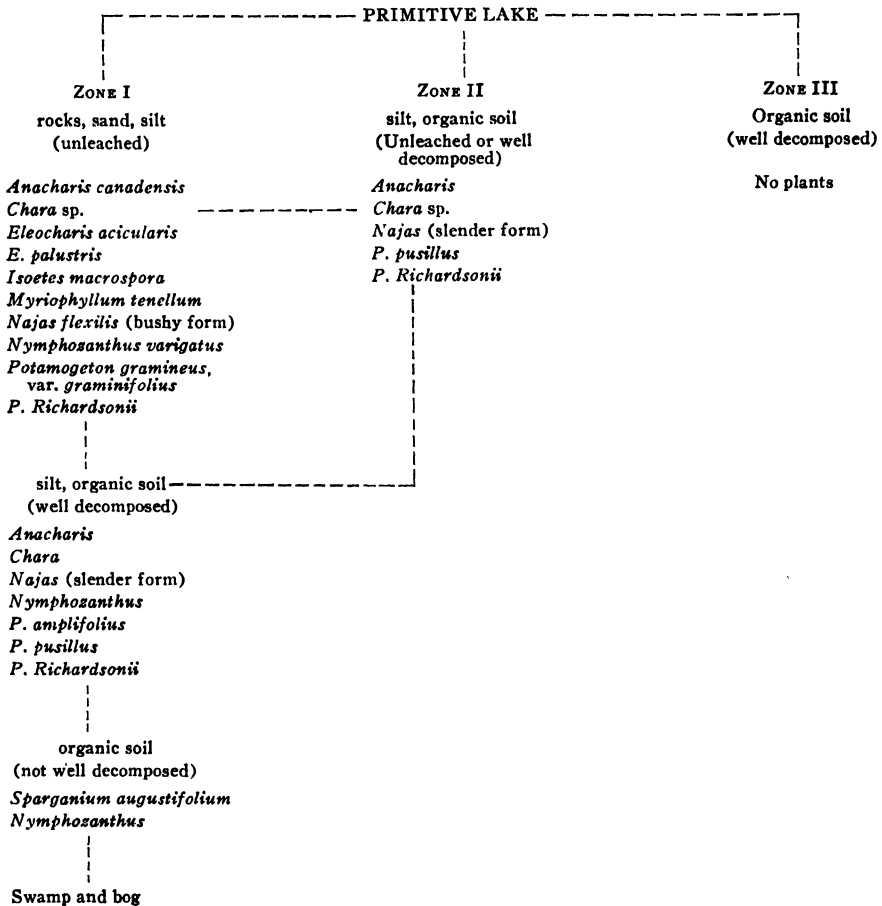 PRIMITIVE LAKE
ZONE I
rocks, sand, silt
(unleached)
Anacharis canadensis
Chara sp.
Eleocharis acicularis
E. palustris
Isoetes macrospora
Myriophyllum tenellum
Najas flexilis (bushy form)
Nymphozanthus varigatus
Potamogeton gramineus,
var. graminifolius
P. Richardsonii
ZONE II
silt, organic soil
(Unleached or well
decomposed)
Anacharis
Chara sp.
Najas (slender form)
P. pusillus
P. Richardsonii
ZONE III
Organic soil
(well decomposed)
No plants
silt, organic soil
(well decomposed)
Anacharis
Chara
Najas (slender form)
Nymphozanthus
P. amplifolius
P. pusillus
P. Richardsonii
organic soil
(not well decomposed)
Sparganium augustifolium
Nymphozanthus
Swamp and bog